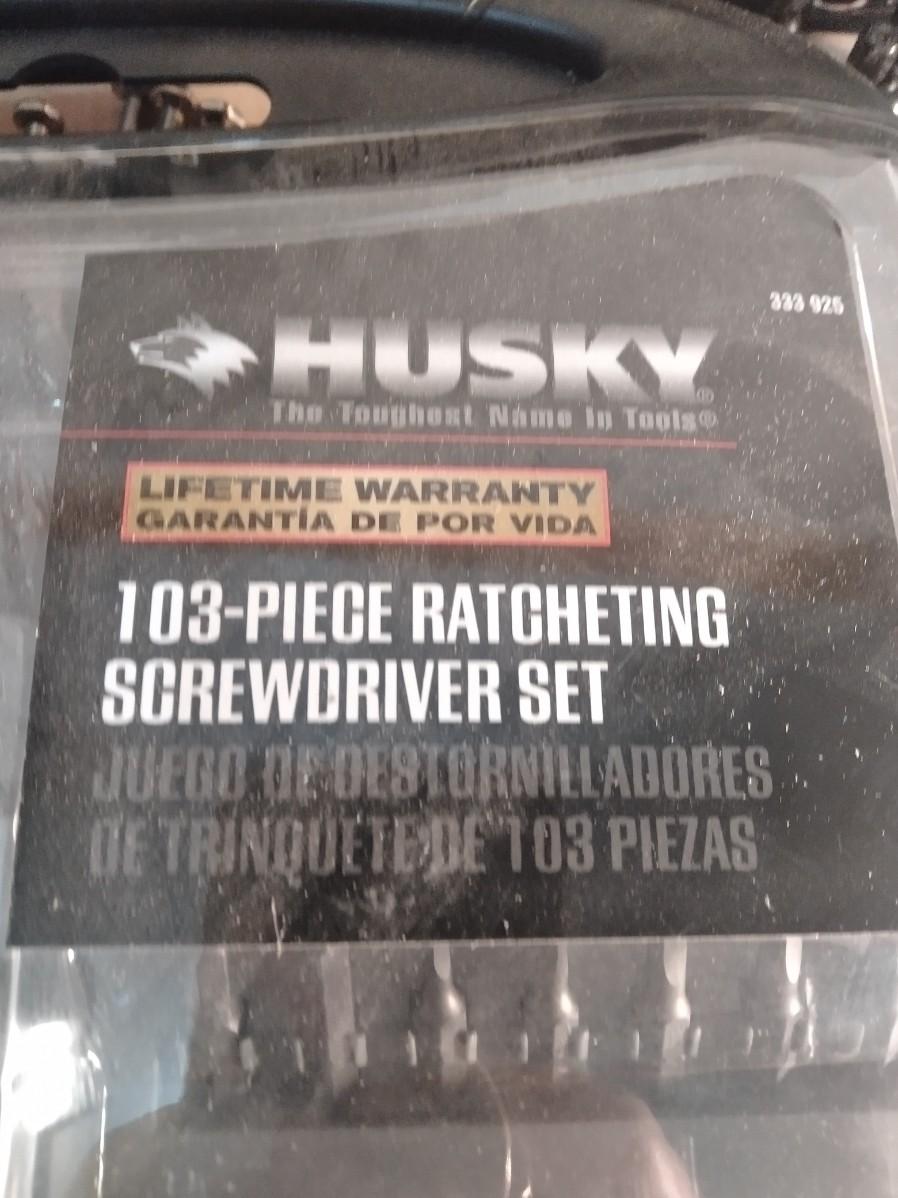 333 925
HUSKY®
The Toughest Name in Tools®
LIFETIME WARRANTY
GARANTÍA DE POR VIDA
103-PIECE RATCHETING
SCREWDRIVER SET
JUEGO DE DESTORNILLADORES
DE TRINQUETE DE 103 PIEZAS